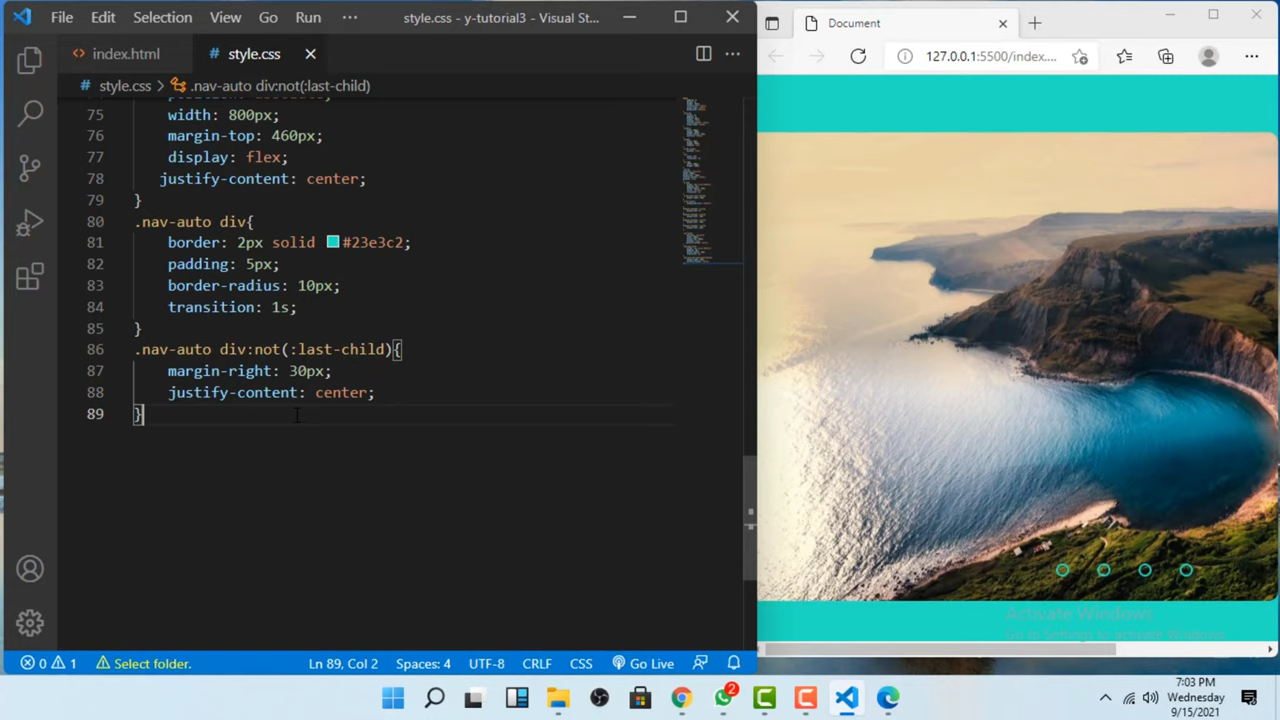 File Edit Selection View Go Run ··· style.css - y-tutorial3 - Visual St...
index.html style.css
style.css > .nav-auto div:not(:last-child)
75 width: 800px;
76 margin-top: 460px;
77 display: flex;
78 justify-content: center;
79 }
80 .nav-auto div{
81 border: 2px solid #23e3c2;
82 padding: 5px;
83 border-radius: 10px;
84 transition: 1s;
85 }
86 .nav-auto div:not(:last-child){
87 margin-right: 30px;
88 justify-content: center;
89 }
0 1 Select folder. Ln 89, Col 2 Spaces: 4 UTF-8 CRLF CSS Go Live
Document
127.0.0.1:5500/index....
Activate Windows
Go to Settings to activate Windows.
2
7:03 PM
Wednesday
9/15/2021